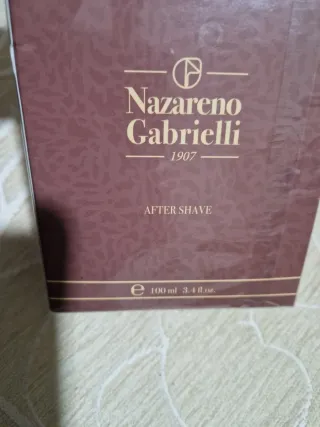 Nazareno
Gabrielli
1907
AFTER SHAVE
℮ 100 ml 3.4 fl.oz.